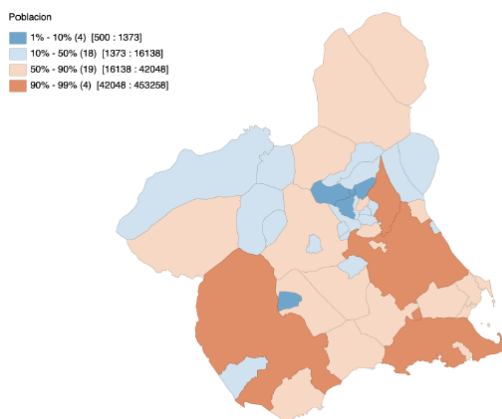 Poblacion
1% - 10% (4) [500 : 1373]
10% - 50% (18) [1373 : 16138]
50% - 90% (19) [16138 : 42048]
90% - 99% (4) [42048 : 453258]